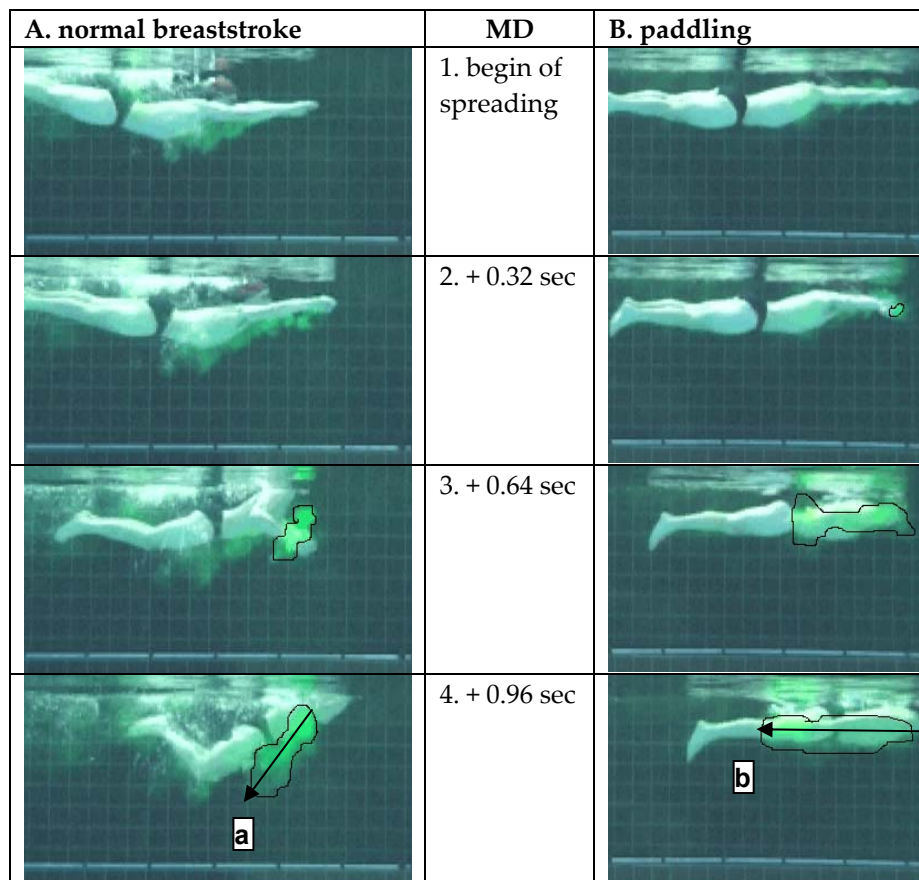 A. normal breaststroke
MD
B. paddling
1. begin of
spreading
2. + 0.32 sec
3. + 0.64 sec
4. + 0.96 sec
a
b